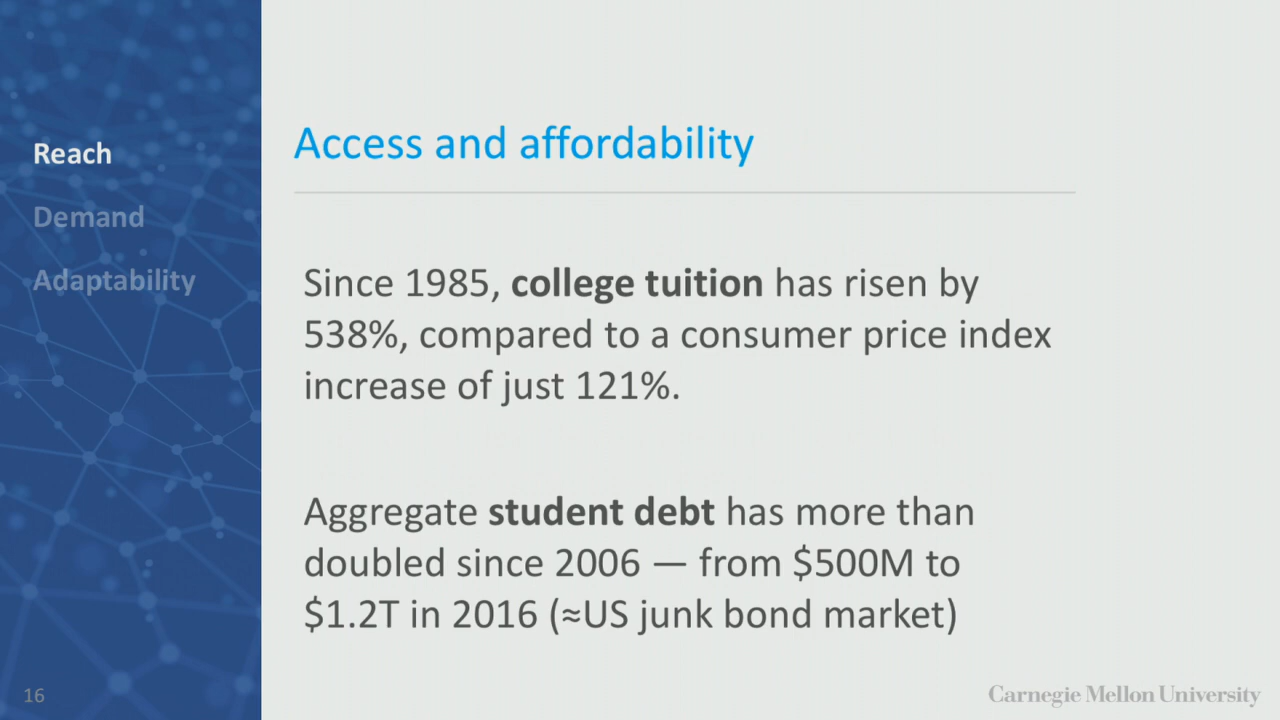 Reach
Demand
Adaptability
Access and affordability
Since 1985, college tuition has risen by
538%, compared to a consumer price index
increase of just 121%.
Aggregate student debt has more than
doubled since 2006 — from $500M to
$1.2T in 2016 (≈US junk bond market)
16
Carnegie Mellon University